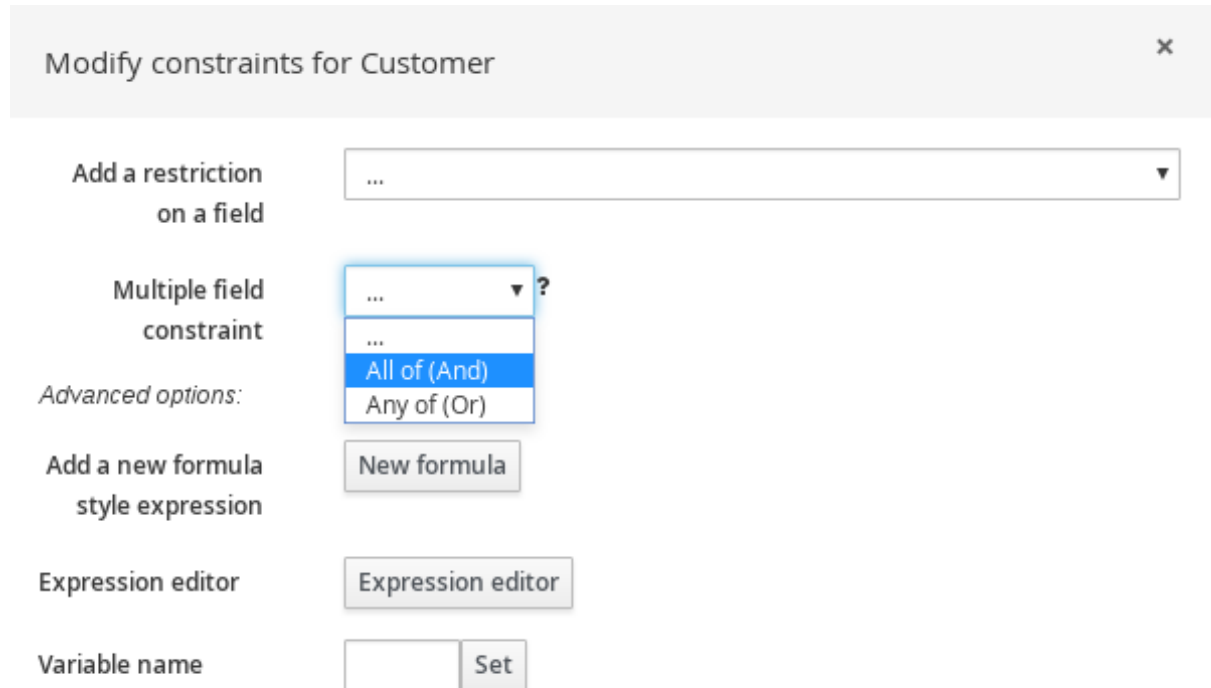 Modify constraints for Customer
×
Add a restriction
on a field
...
▼
Multiple field
constraint
...
▼
?
...
All of (And)
Any of (Or)
Advanced options:
Add a new formula
style expression
New formula
Expression editor
Expression editor
Variable name
Set